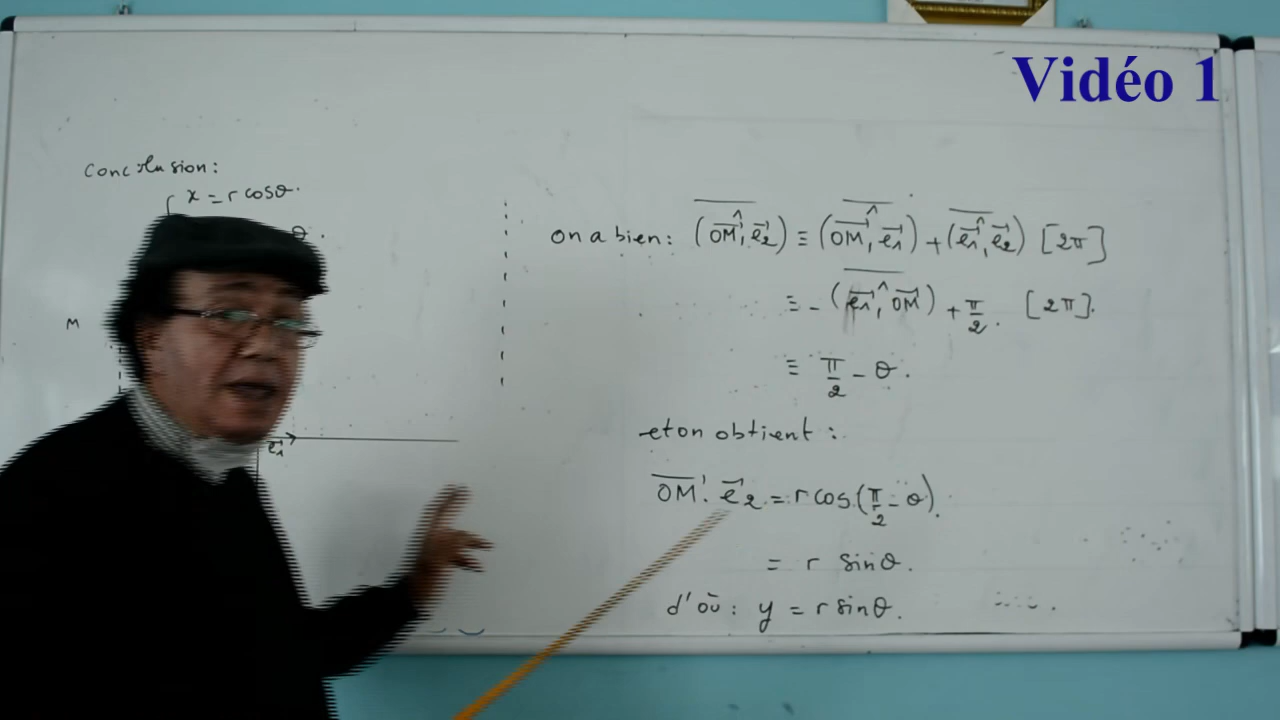 Vidéo 1
Conclusion:
x = r cosθ.
θ.
M
e₁⃗
on a bien: (OM⃗, e₂⃗) ≡ (OM⃗, e₁⃗) + (e₁⃗, e₂⃗) [2π]
≡ - (e₁⃗, OM⃗) + π/2. [2π].
≡ π/2 - θ.
et on obtient :
OM⃗. e₂⃗ = r cos(π/2 - θ).
= r sinθ.
d'où : y = r sinθ.